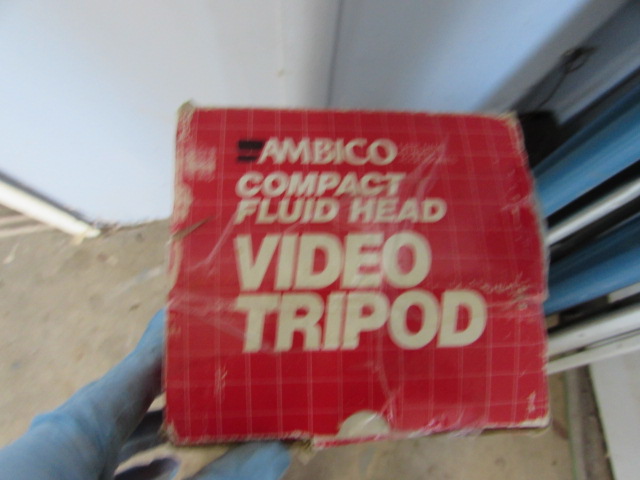 AMBICO
COMPACT
FLUID HEAD
VIDEO
TRIPOD